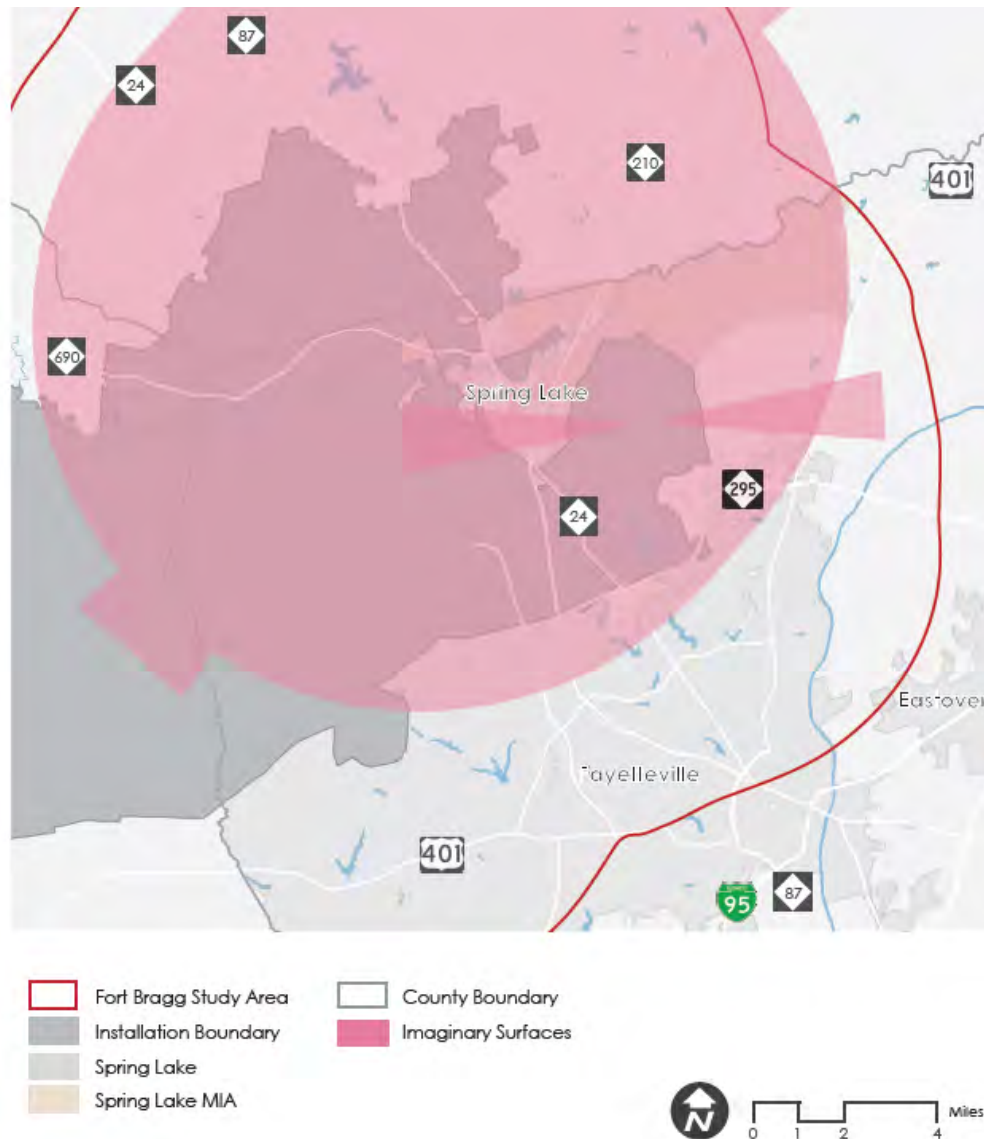 87
24
210
401
690
Spring Lake
295
24
Eastover
Fayetteville
401
95
87
Fort Bragg Study Area
Installation Boundary
Spring Lake
Spring Lake MIA
County Boundary
Imaginary Surfaces
N
Miles
0 1 2 4